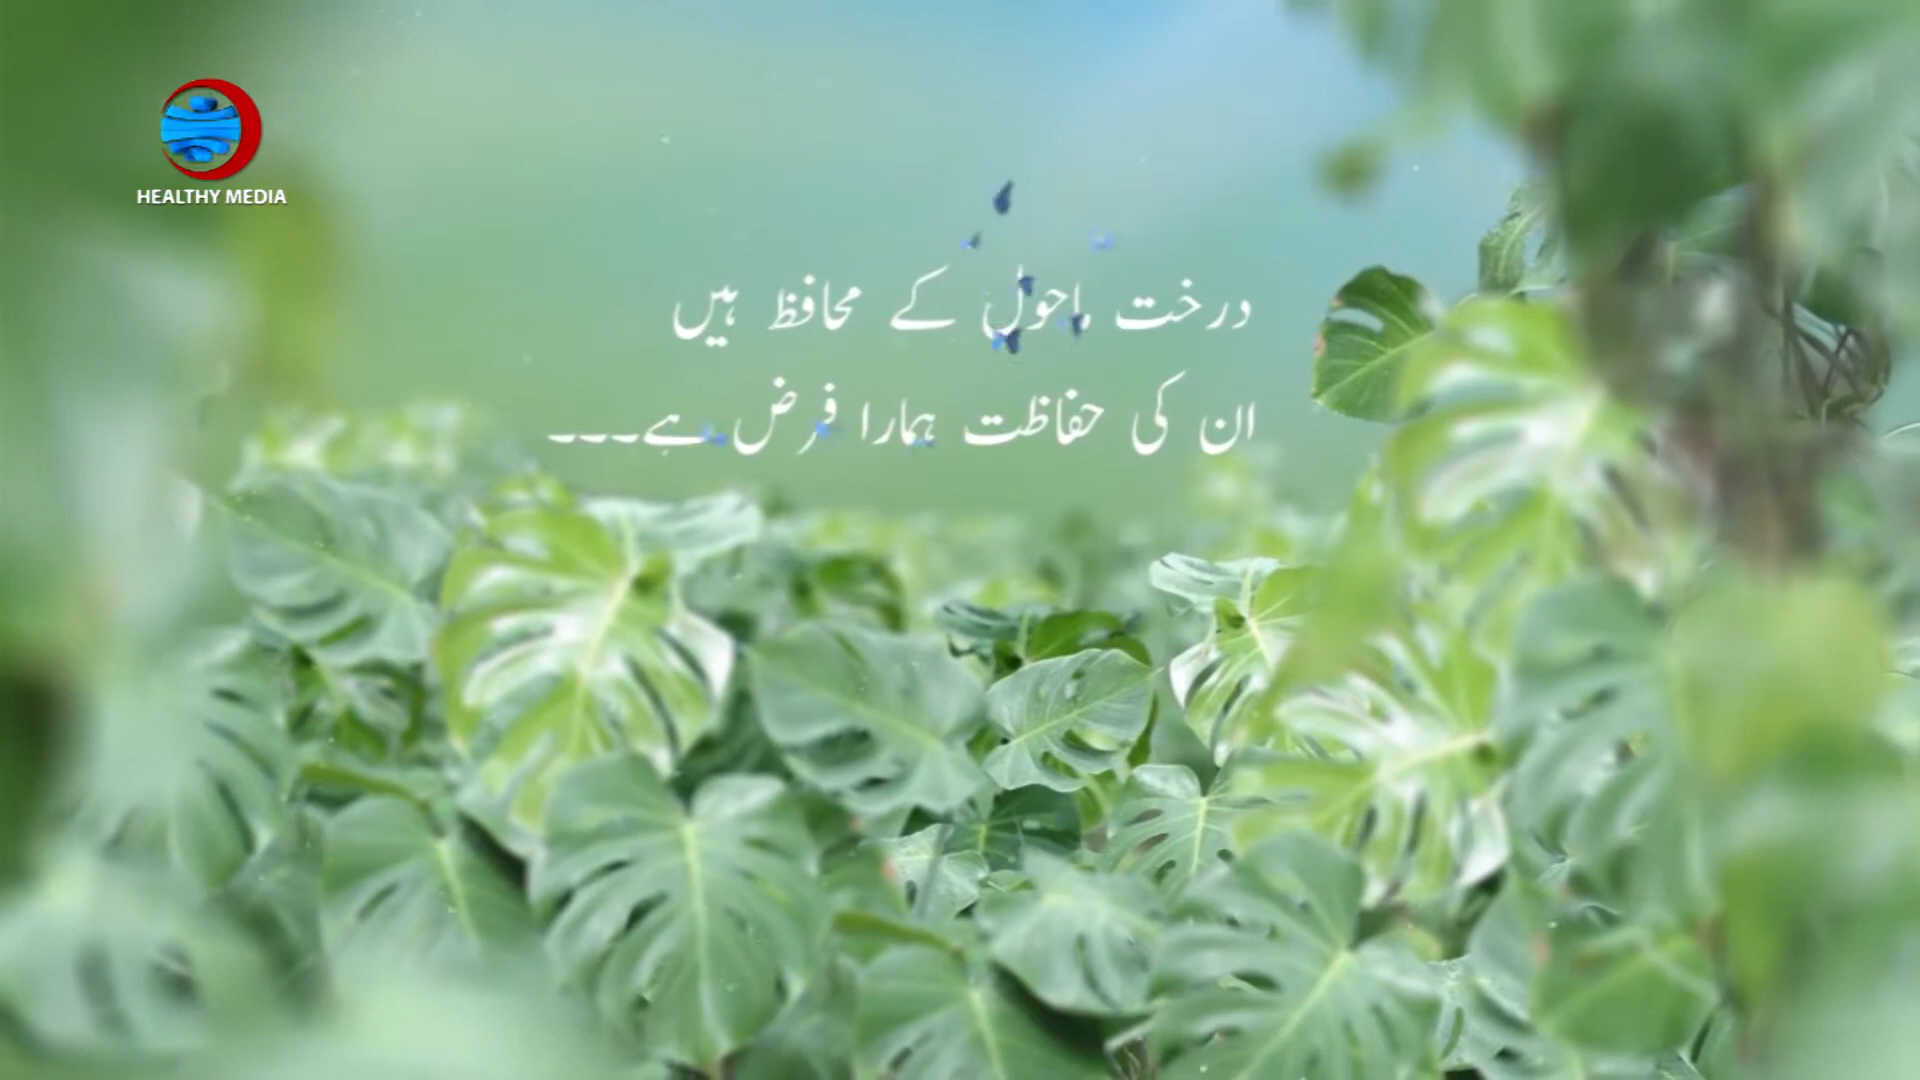 HEALTHY MEDIA
درخت ماحول کے محافظ ہیں
ان کی حفاظت ہمارا فرض ہے۔۔۔۔